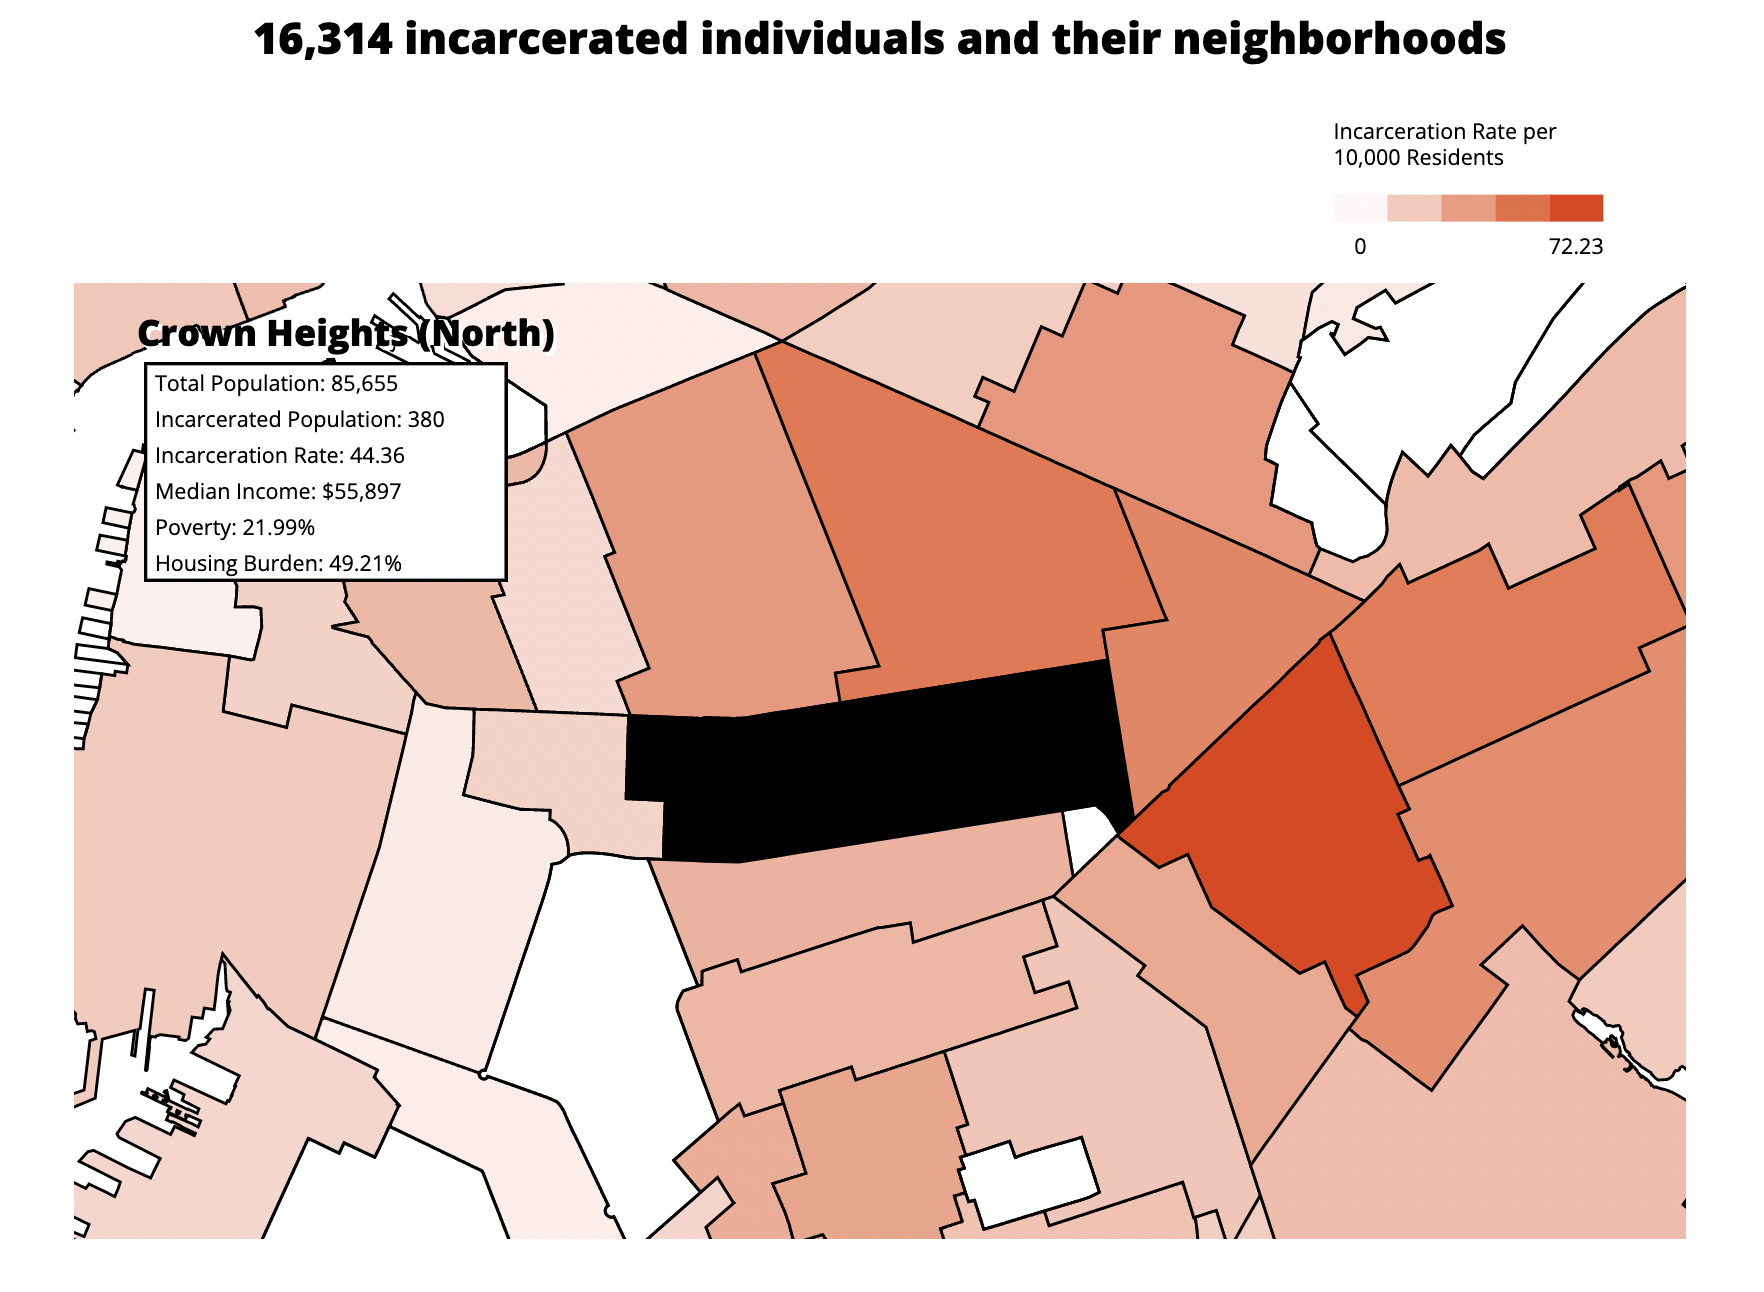 16,314 incarcerated individuals and their neighborhoods
Incarceration Rate per
10,000 Residents
0
72.23
Crown Heights (North)
Total Population: 85,655
Incarcerated Population: 380
Incarceration Rate: 44.36
Median Income: $55,897
Poverty: 21.99%
Housing Burden: 49.21%